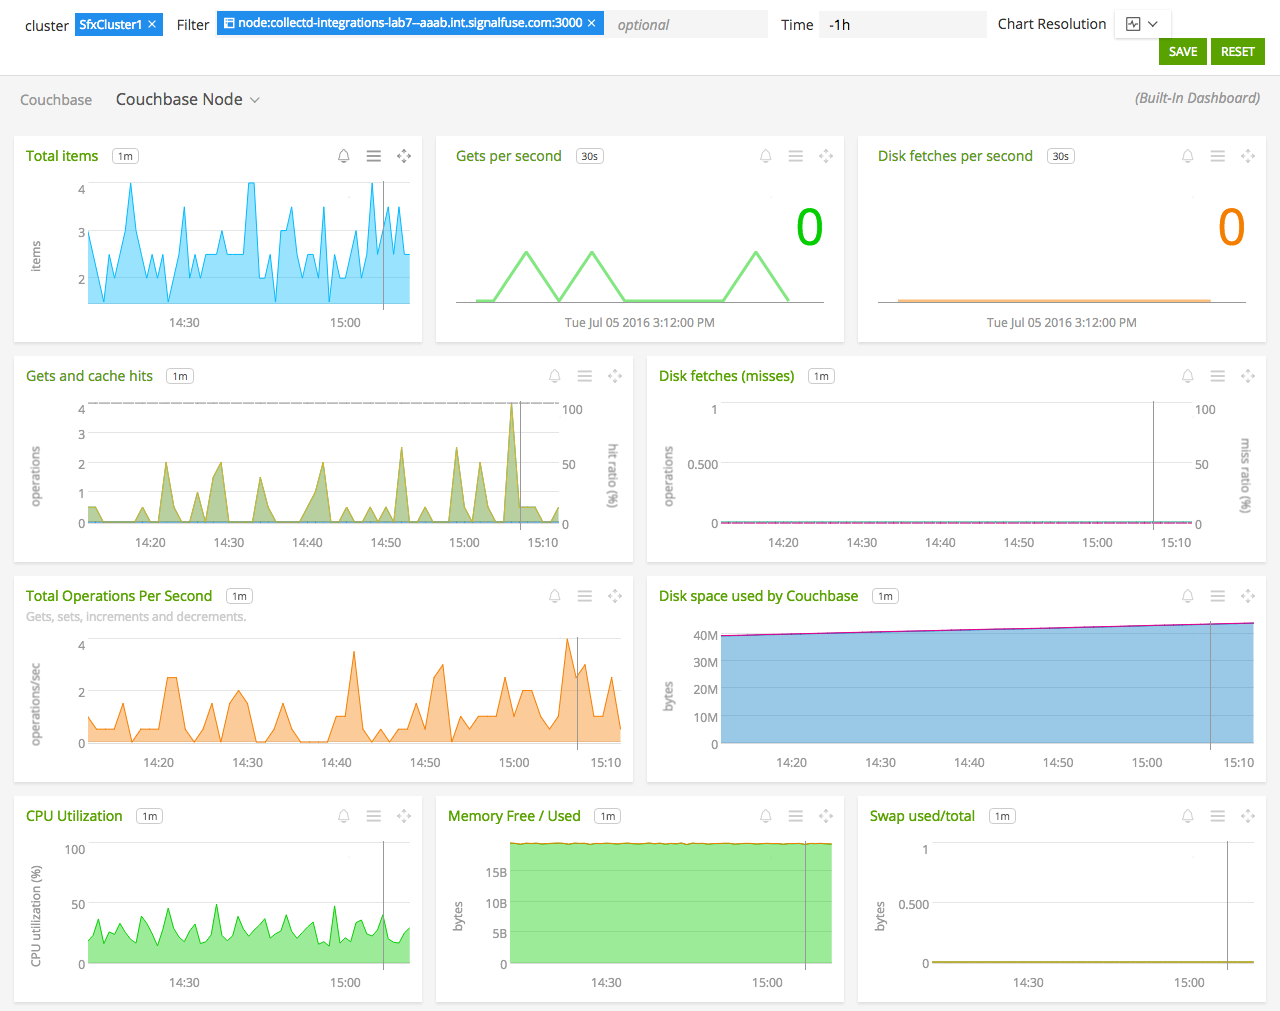 cluster SfxCluster1 × Filter node:collectd-integrations-lab7--aaab.int.signalfuse.com:3000 × optional Time -1h Chart Resolution
SAVE RESET
Couchbase Couchbase Node (Built-In Dashboard)
Total items 1m
4
3
2
items
14:30 15:00
Gets per second 30s
0
Tue Jul 05 2016 3:12:00 PM
Disk fetches per second 30s
0
Tue Jul 05 2016 3:12:00 PM
Gets and cache hits 1m
4
3
2
1
0
operations
100
50
0
hit ratio (%)
14:20 14:30 14:40 14:50 15:00 15:10
Disk fetches (misses) 1m
1
0.500
0
operations
100
50
0
miss ratio (%)
14:20 14:30 14:40 14:50 15:00 15:10
Total Operations Per Second 1m
Gets, sets, increments and decrements.
4
2
0
operations/sec
14:20 14:30 14:40 14:50 15:00 15:10
Disk space used by Couchbase 1m
40M
30M
20M
10M
0
bytes
14:20 14:30 14:40 14:50 15:00 15:10
CPU Utilization 1m
100
50
0
CPU utilization (%)
14:30 15:00
Memory Free / Used 1m
15B
10B
5B
0
bytes
14:30 15:00
Swap used/total 1m
1
0.500
0
bytes
14:30 15:00